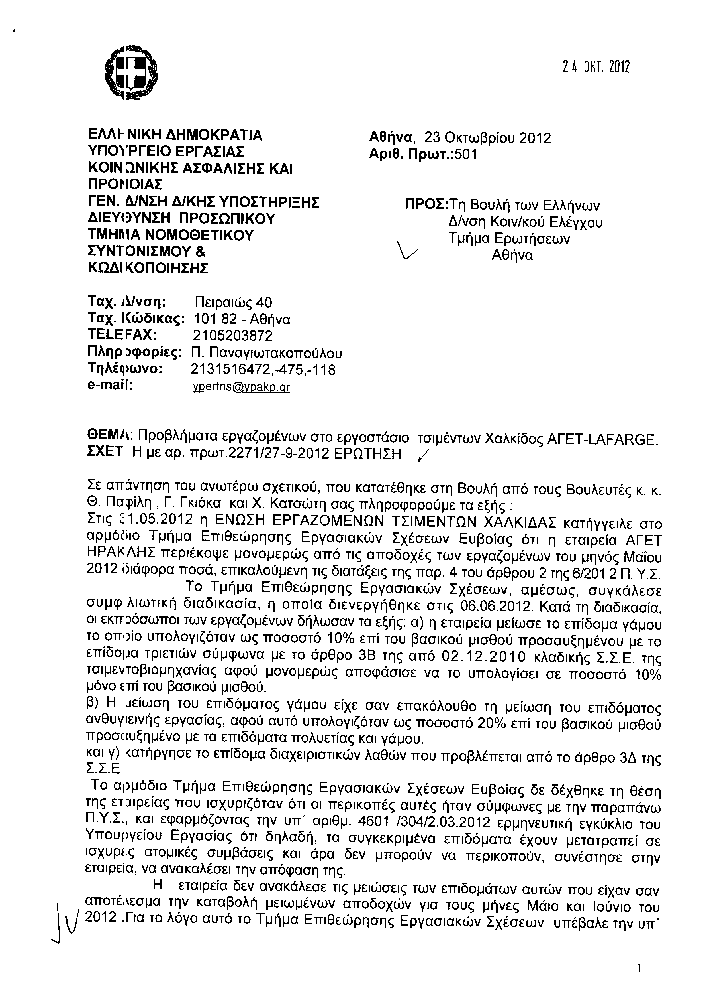 24 ΟΚΤ. 2012
ΕΛΛΗΝΙΚΗ ΔΗΜΟΚΡΑΤΙΑ
ΥΠΟΥΡΓΕΙΟ ΕΡΓΑΣΙΑΣ
ΚΟΙΝΩΝΙΚΗΣ ΑΣΦΑΛΙΣΗΣ ΚΑΙ
ΠΡΟΝΟΙΑΣ
ΓΕΝ. Δ/ΝΣΗ Δ/ΚΗΣ ΥΠΟΣΤΗΡΙΞΗΣ
ΔΙΕΥΘΥΝΣΗ ΠΡΟΣΩΠΙΚΟΥ
ΤΜΗΜΑ ΝΟΜΟΘΕΤΙΚΟΥ
ΣΥΝΤΟΝΙΣΜΟΥ &
ΚΩΔΙΚΟΠΟΙΗΣΗΣ
Αθήνα, 23 Οκτωβρίου 2012
Αριθ. Πρωτ.:501
ΠΡΟΣ:Τη Βουλή των Ελλήνων
Δ/νση Κοιν/κού Ελέγχου
Τμήμα Ερωτήσεων
Αθήνα
Ταχ. Δ/νση: Πειραιώς 40
Ταχ. Κώδικας: 101 82 - Αθήνα
TELEFAX: 2105203872
Πληροφορίες: Π. Παναγιωτακοπούλου
Τηλέφωνο: 2131516472,-475,-118
e-mail: ypertns@ypakp.gr
ΘΕΜΑ: Προβλήματα εργαζομένων στο εργοστάσιο τσιμέντων Χαλκίδος ΑΓΕΤ-LAFARGE.
ΣΧΕΤ: Η με αρ. πρωτ.2271/27-9-2012 ΕΡΩΤΗΣΗ
Σε απάντηση του ανωτέρω σχετικού, που κατατέθηκε στη Βουλή από τους Βουλευτές κ. κ.
Θ. Παφίλη , Γ. Γκιόκα και Χ. Κατσώτη σας πληροφορούμε τα εξής :
Στις 31.05.2012 η ΕΝΩΣΗ ΕΡΓΑΖΟΜΕΝΩΝ ΤΣΙΜΕΝΤΩΝ ΧΑΛΚΙΔΑΣ κατήγγειλε στο
αρμόδιο Τμήμα Επιθεώρησης Εργασιακών Σχέσεων Ευβοίας ότι η εταιρεία ΑΓΕΤ
ΗΡΑΚΛΗΣ περιέκοψε μονομερώς από τις αποδοχές των εργαζομένων του μηνός Μαΐου
2012 διάφορα ποσά, επικαλούμενη τις διατάξεις της παρ. 4 του άρθρου 2 της 6/201 2 Π. Υ.Σ.
Το Τμήμα Επιθεώρησης Εργασιακών Σχέσεων, αμέσως, συγκάλεσε
συμφιλιωτική διαδικασία, η οποία διενεργήθηκε στις 06.06.2012. Κατά τη διαδικασία,
οι εκπρόσωποι των εργαζομένων δήλωσαν τα εξής: α) η εταιρεία μείωσε το επίδομα γάμου
το οποίο υπολογιζόταν ως ποσοστό 10% επί του βασικού μισθού προσαυξημένου με το
επίδομα τριετιών σύμφωνα με το άρθρο 3Β της από 02.12.2010 κλαδικής Σ.Σ.Ε. της
τσιμεντοβιομηχανίας αφού μονομερώς αποφάσισε να το υπολογίσει σε ποσοστό 10%
μόνο επί του βασικού μισθού.
β) Η μείωση του επιδόματος γάμου είχε σαν επακόλουθο τη μείωση του επιδόματος
ανθυγιεινής εργασίας, αφού αυτό υπολογιζόταν ως ποσοστό 20% επί του βασικού μισθού
προσαυξημένο με τα επιδόματα πολυετίας και γάμου.
και γ) κατήργησε το επίδομα διαχειριστικών λαθών που προβλέπεται από το άρθρο 3Δ της
Σ.Σ.Ε
Το αρμόδιο Τμήμα Επιθεώρησης Εργασιακών Σχέσεων Ευβοίας δε δέχθηκε τη θέση
της εταιρείας που ισχυριζόταν ότι οι περικοπές αυτές ήταν σύμφωνες με την παραπάνω
Π.Υ.Σ., και εφαρμόζοντας την υπ΄ αριθμ. 4601 /304/2.03.2012 ερμηνευτική εγκύκλιο του
Υπουργείου Εργασίας ότι δηλαδή, τα συγκεκριμένα επιδόματα έχουν μετατραπεί σε
ισχυρές ατομικές συμβάσεις και άρα δεν μπορούν να περικοπούν, συνέστησε στην
εταιρεία, να ανακαλέσει την απόφαση της.
Η εταιρεία δεν ανακάλεσε τις μειώσεις των επιδομάτων αυτών που είχαν σαν
αποτέλεσμα την καταβολή μειωμένων αποδοχών για τους μήνες Μάιο και Ιούνιο του
2012 .Για το λόγο αυτό το Τμήμα Επιθεώρησης Εργασιακών Σχέσεων υπέβαλε την υπ΄
1